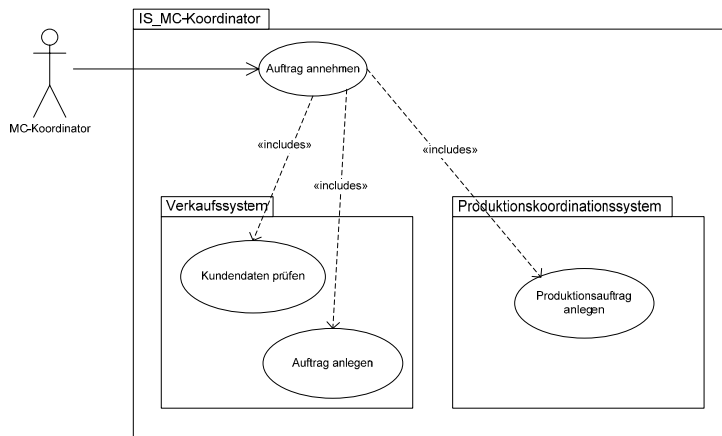 IS_MC-Koordinator
Auftrag annehmen
MC-Koordinator
«includes»
«includes»
«includes»
Verkaufssystem
Produktionskoordinationssystem
Kundendaten prüfen
Produktionsauftrag
anlegen
Auftrag anlegen